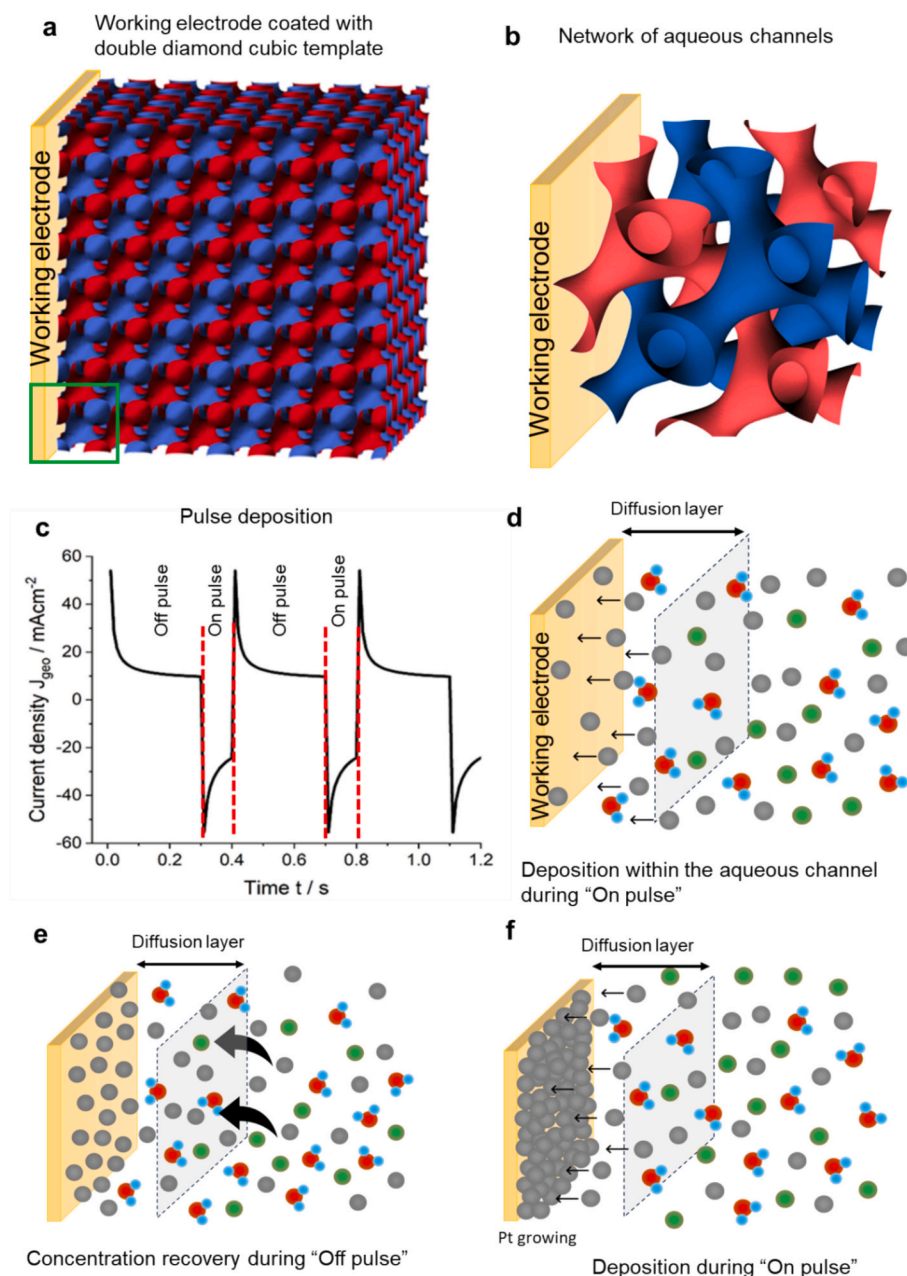 a
Working electrode coated with
double diamond cubic template
Working electrode
b
Network of aqueous channels
Working electrode
c
Pulse deposition
Current density J_geo / mAcm⁻²
60
40
20
0
-20
-40
-60
Off pulse
On pulse
Off pulse
On pulse
0.0 0.2 0.4 0.6 0.8 1.0 1.2
Time t / s
d
Diffusion layer
Working electrode
Deposition within the aqueous channel
during “On pulse”
e
Diffusion layer
Concentration recovery during “Off pulse”
f
Diffusion layer
Pt growing
Deposition during “On pulse”